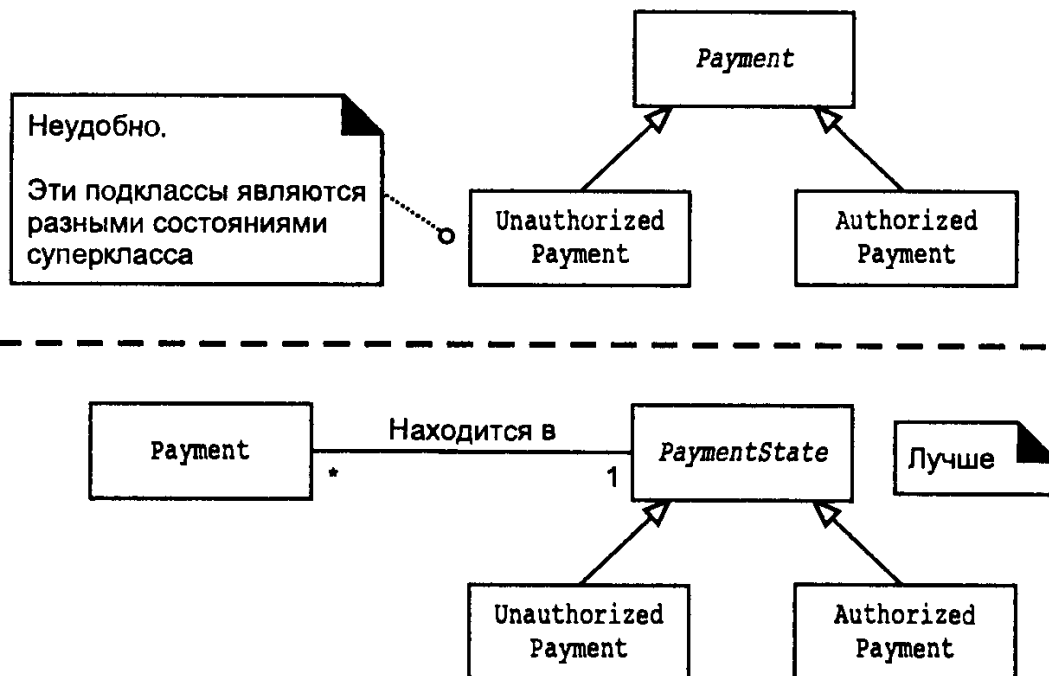 Payment
Неудобно.
Эти подклассы являются
разными состояниями
суперкласса
Unauthorized
Payment
Authorized
Payment
Payment
Находится в
*
1
PaymentState
Лучше
Unauthorized
Payment
Authorized
Payment